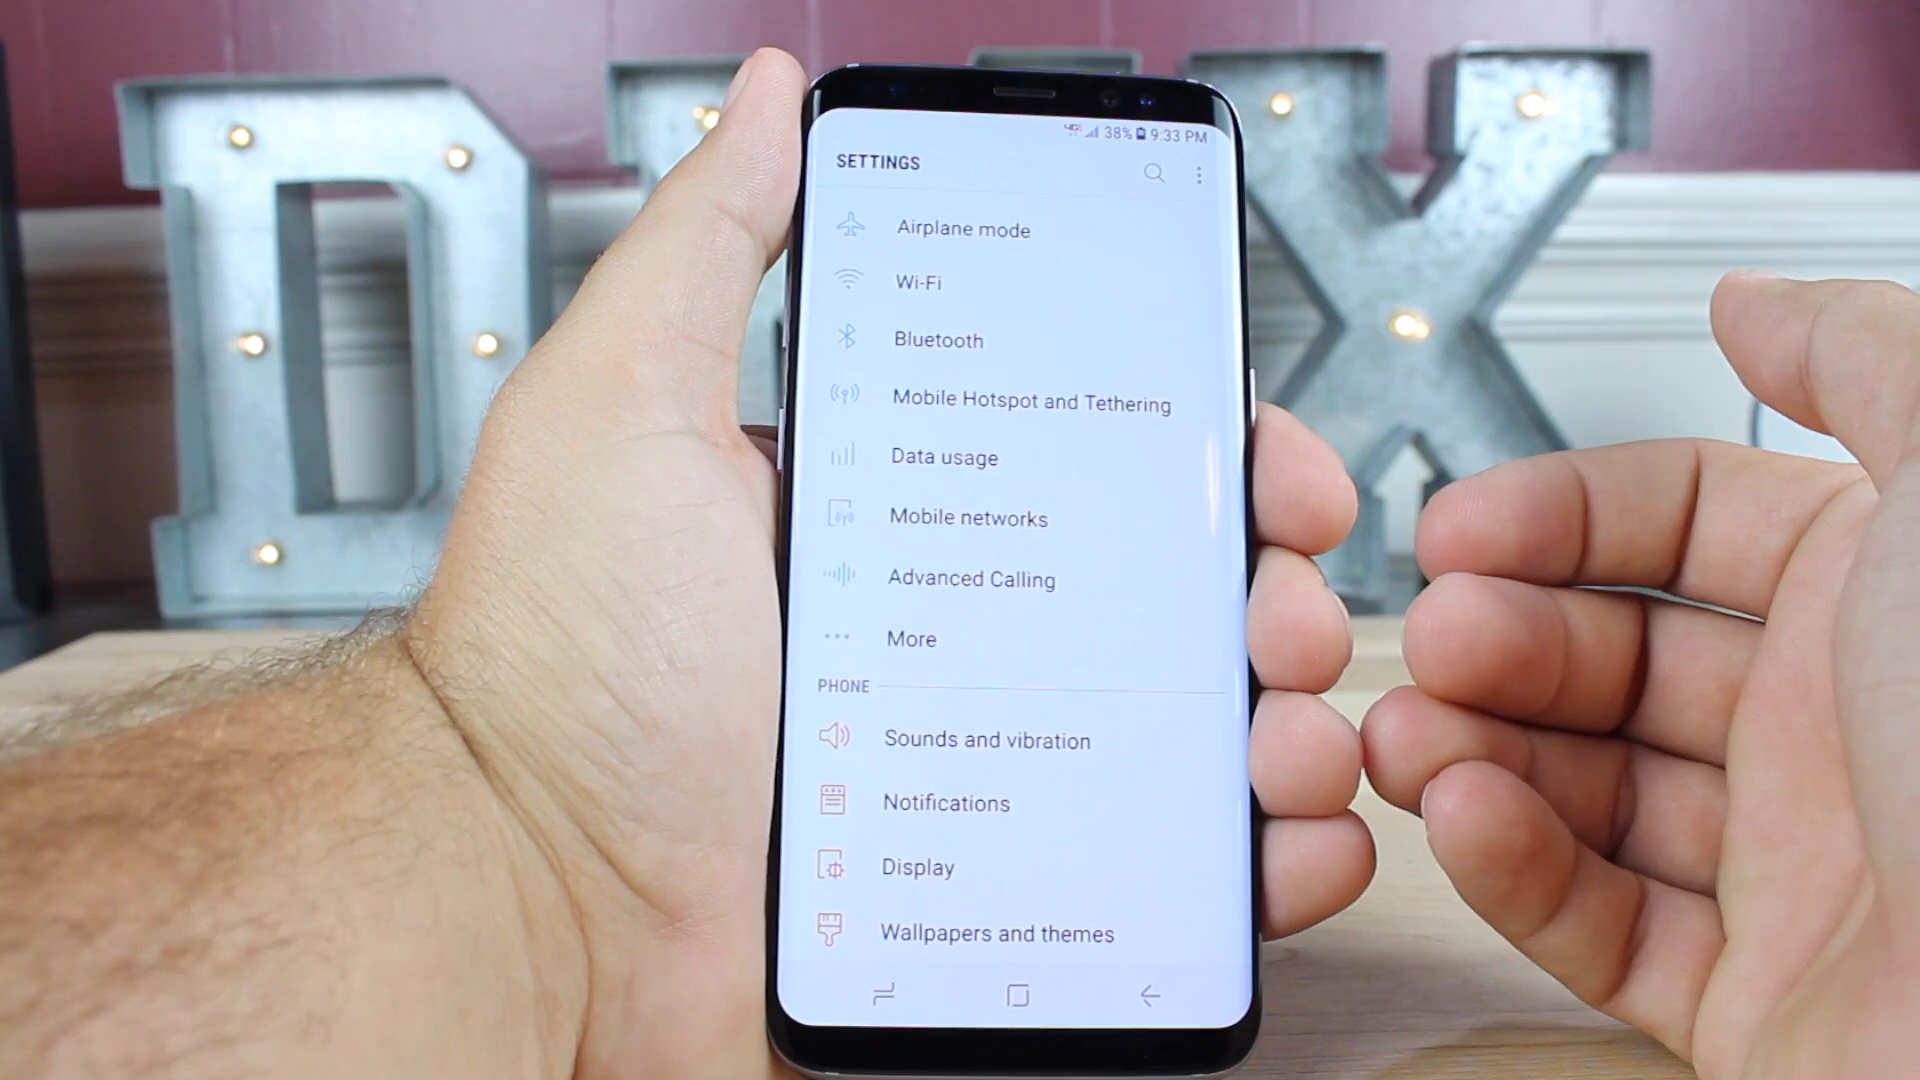 D
X
38% 9:33 PM
SETTINGS
Airplane mode
Wi-Fi
Bluetooth
Mobile Hotspot and Tethering
Data usage
Mobile networks
Advanced Calling
More
PHONE
Sounds and vibration
Notifications
Display
Wallpapers and themes